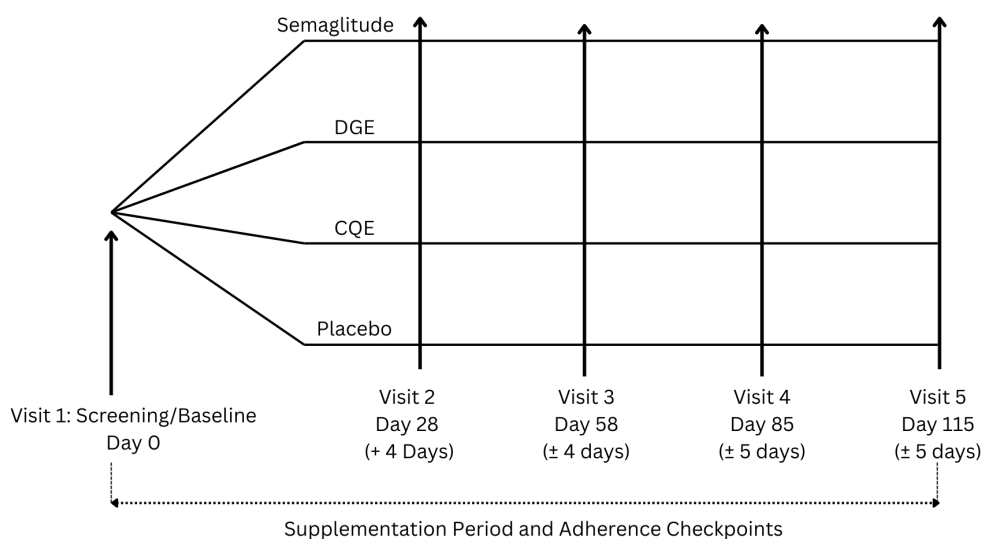 Semaglitude
DGE
CQE
Placebo
Visit 1: Screening/Baseline
Day 0
Visit 2
Day 28
(+ 4 Days)
Visit 3
Day 58
(± 4 days)
Visit 4
Day 85
(± 5 days)
Visit 5
Day 115
(± 5 days)
Supplementation Period and Adherence Checkpoints